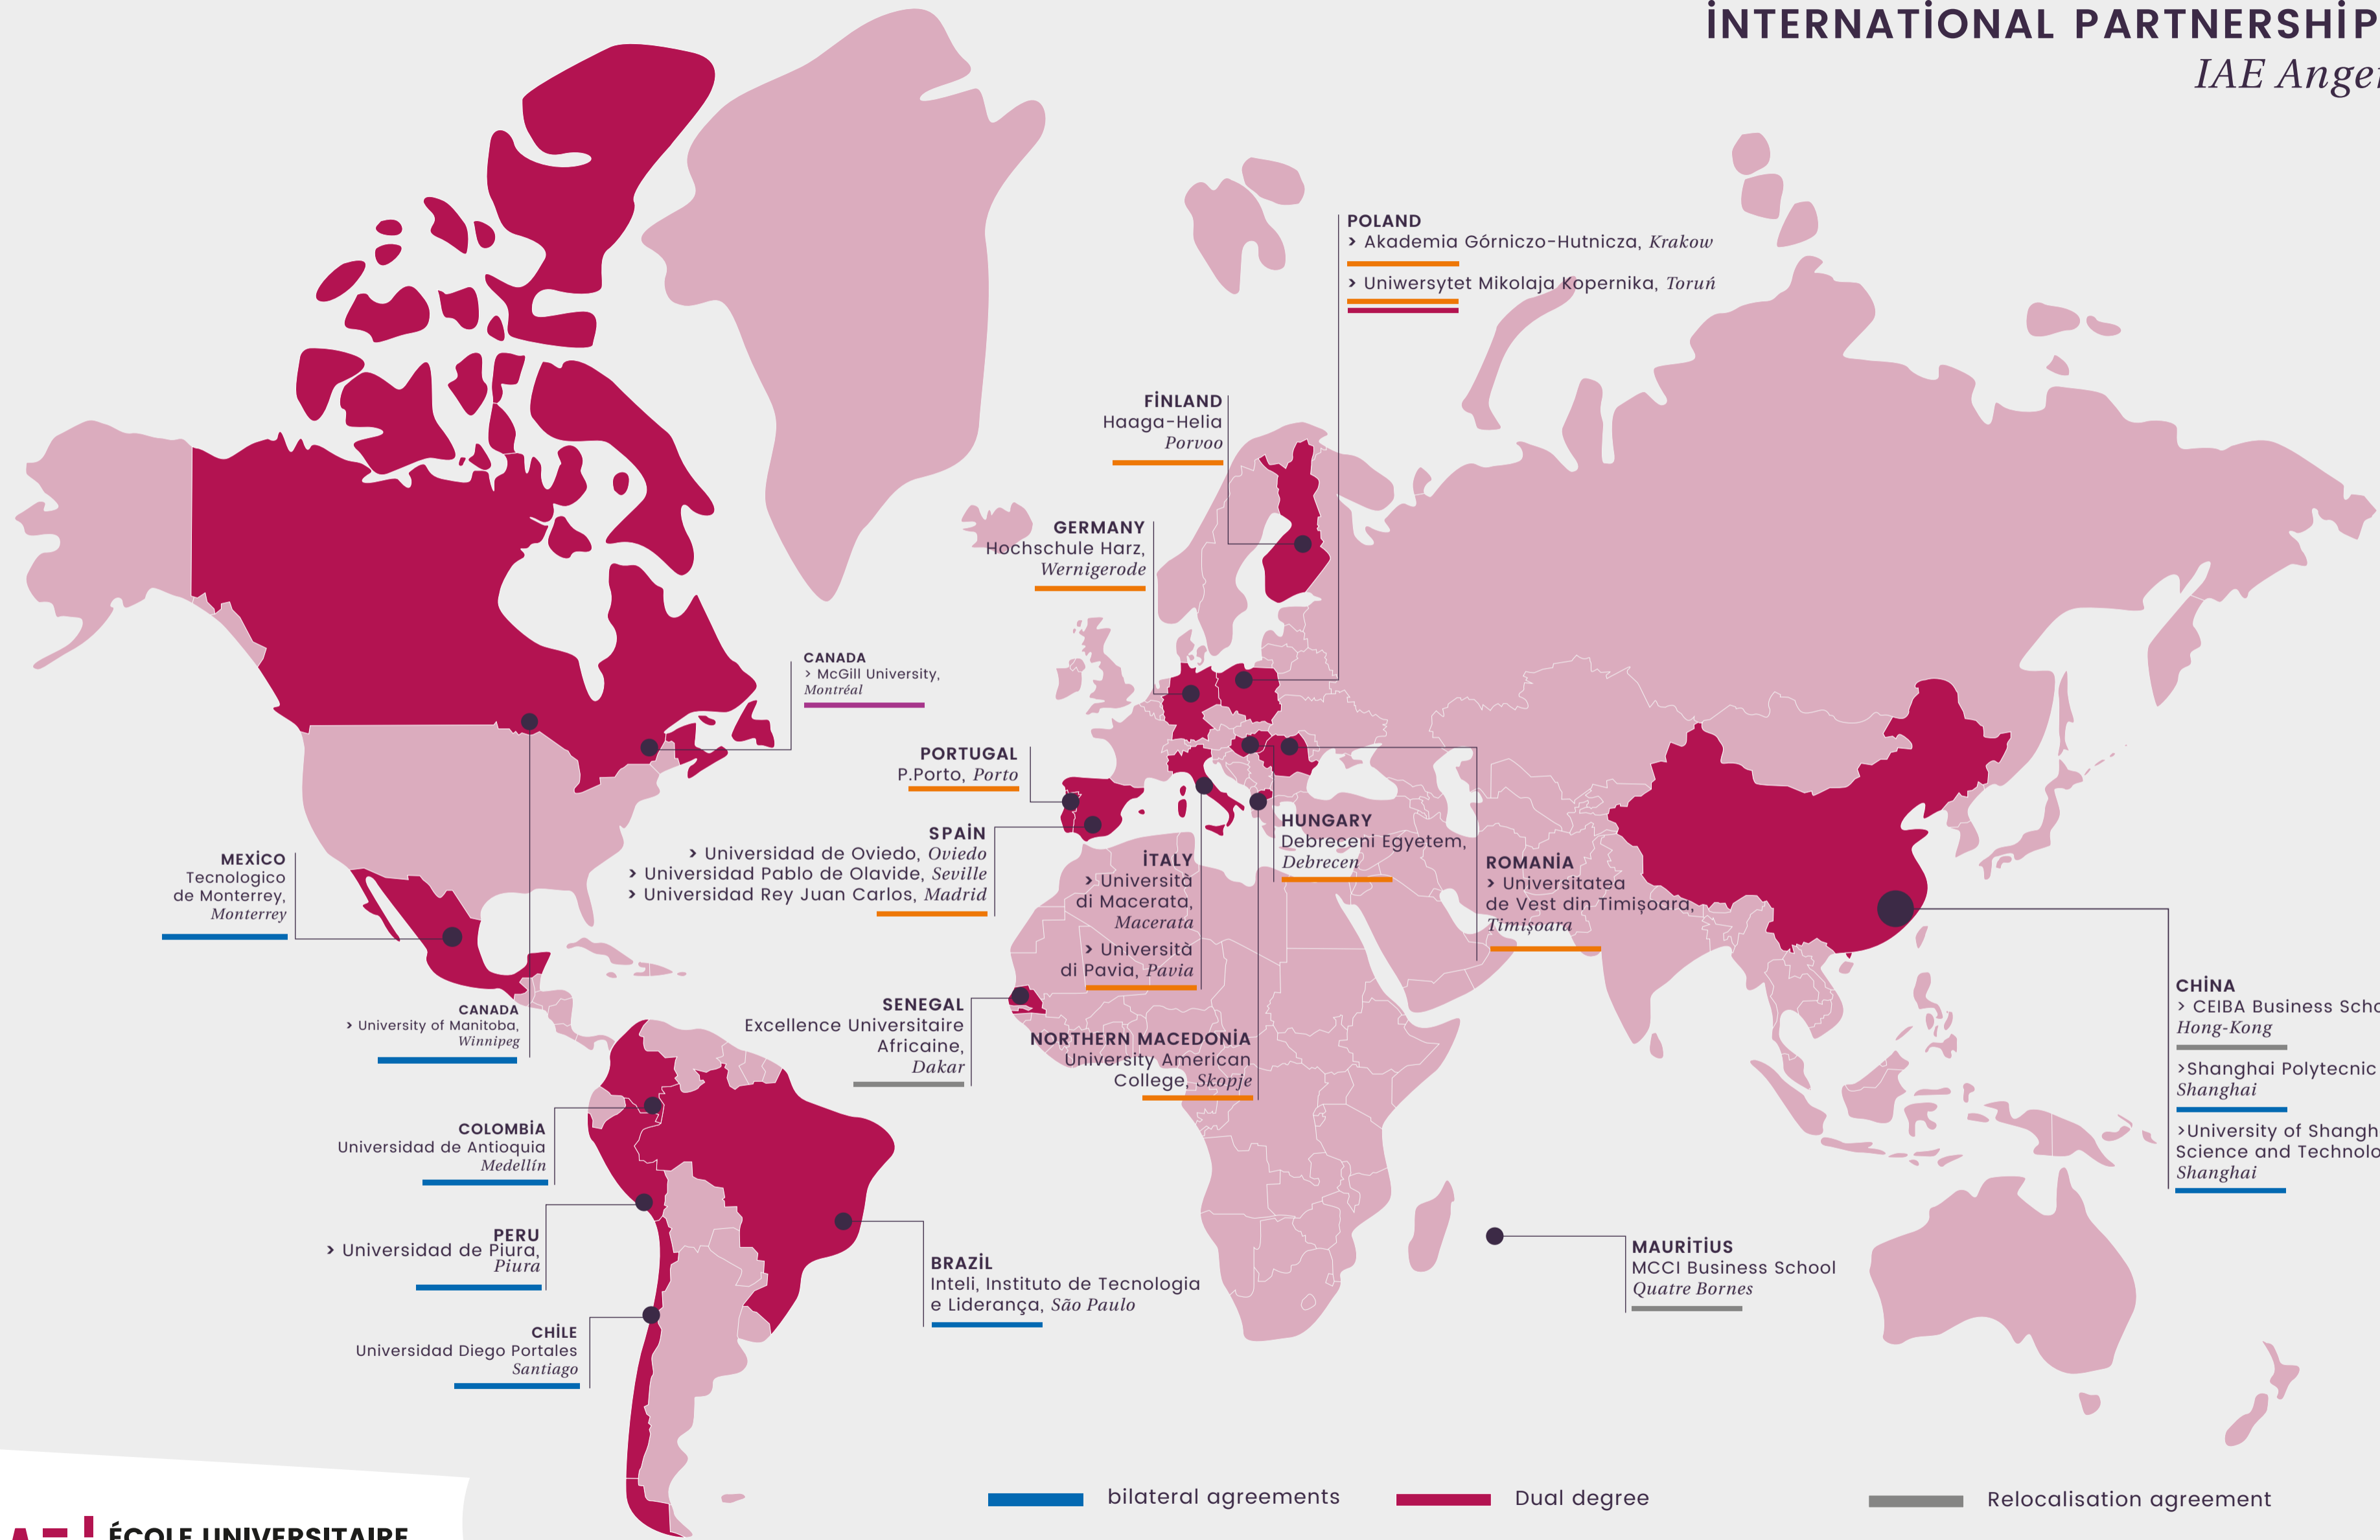 İNTERNATİONAL PARTNERSHİP
IAE Anger
POLAND
> Akademia Górniczo-Hutnicza, Krakow
> Uniwersytet Mikolaja Kopernika, Toruń
FİNLAND
Haaga-Helia
Porvoo
GERMANY
Hochschule Harz,
Wernigerode
CANADA
> McGill University,
Montréal
PORTUGAL
P.Porto, Porto
SPAİN
> Universidad de Oviedo, Oviedo
> Universidad Pablo de Olavide, Seville
> Universidad Rey Juan Carlos, Madrid
HUNGARY
Debreceni Egyetem,
Debrecen
İTALY
> Università
di Macerata,
Macerata
> Università
di Pavia, Pavia
ROMANİA
> Universitatea
de Vest din Timișoara,
Timișoara
MEXİCO
Tecnologico
de Monterrey,
Monterrey
CANADA
> University of Manitoba,
Winnipeg
SENEGAL
Excellence Universitaire
Africaine,
Dakar
NORTHERN MACEDONİA
University American
College, Skopje
CHİNA
> CEIBA Business Scho
Hong-Kong
>Shanghai Polytecnic
Shanghai
>University of Shangh
Science and Technolo
Shanghai
COLOMBİA
Universidad de Antioquia
Medellín
PERU
> Universidad de Piura,
Piura
BRAZİL
Inteli, Instituto de Tecnologia
e Liderança, São Paulo
MAURİTİUS
MCCI Business School
Quatre Bornes
CHİLE
Universidad Diego Portales
Santiago
bilateral agreements
Dual degree
Relocalisation agreement
ÉCOLE UNIVERSITAIRE